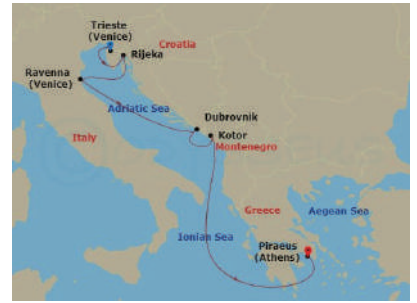 Trieste
(Venice)
Croatia
Rijeka
Ravenna
(Venice)
Adriatic Sea
Dubrovnik
Kotor
Montenegro
Italy
Greece
Aegean Sea
Ionian Sea
Piraeus
(Athens)